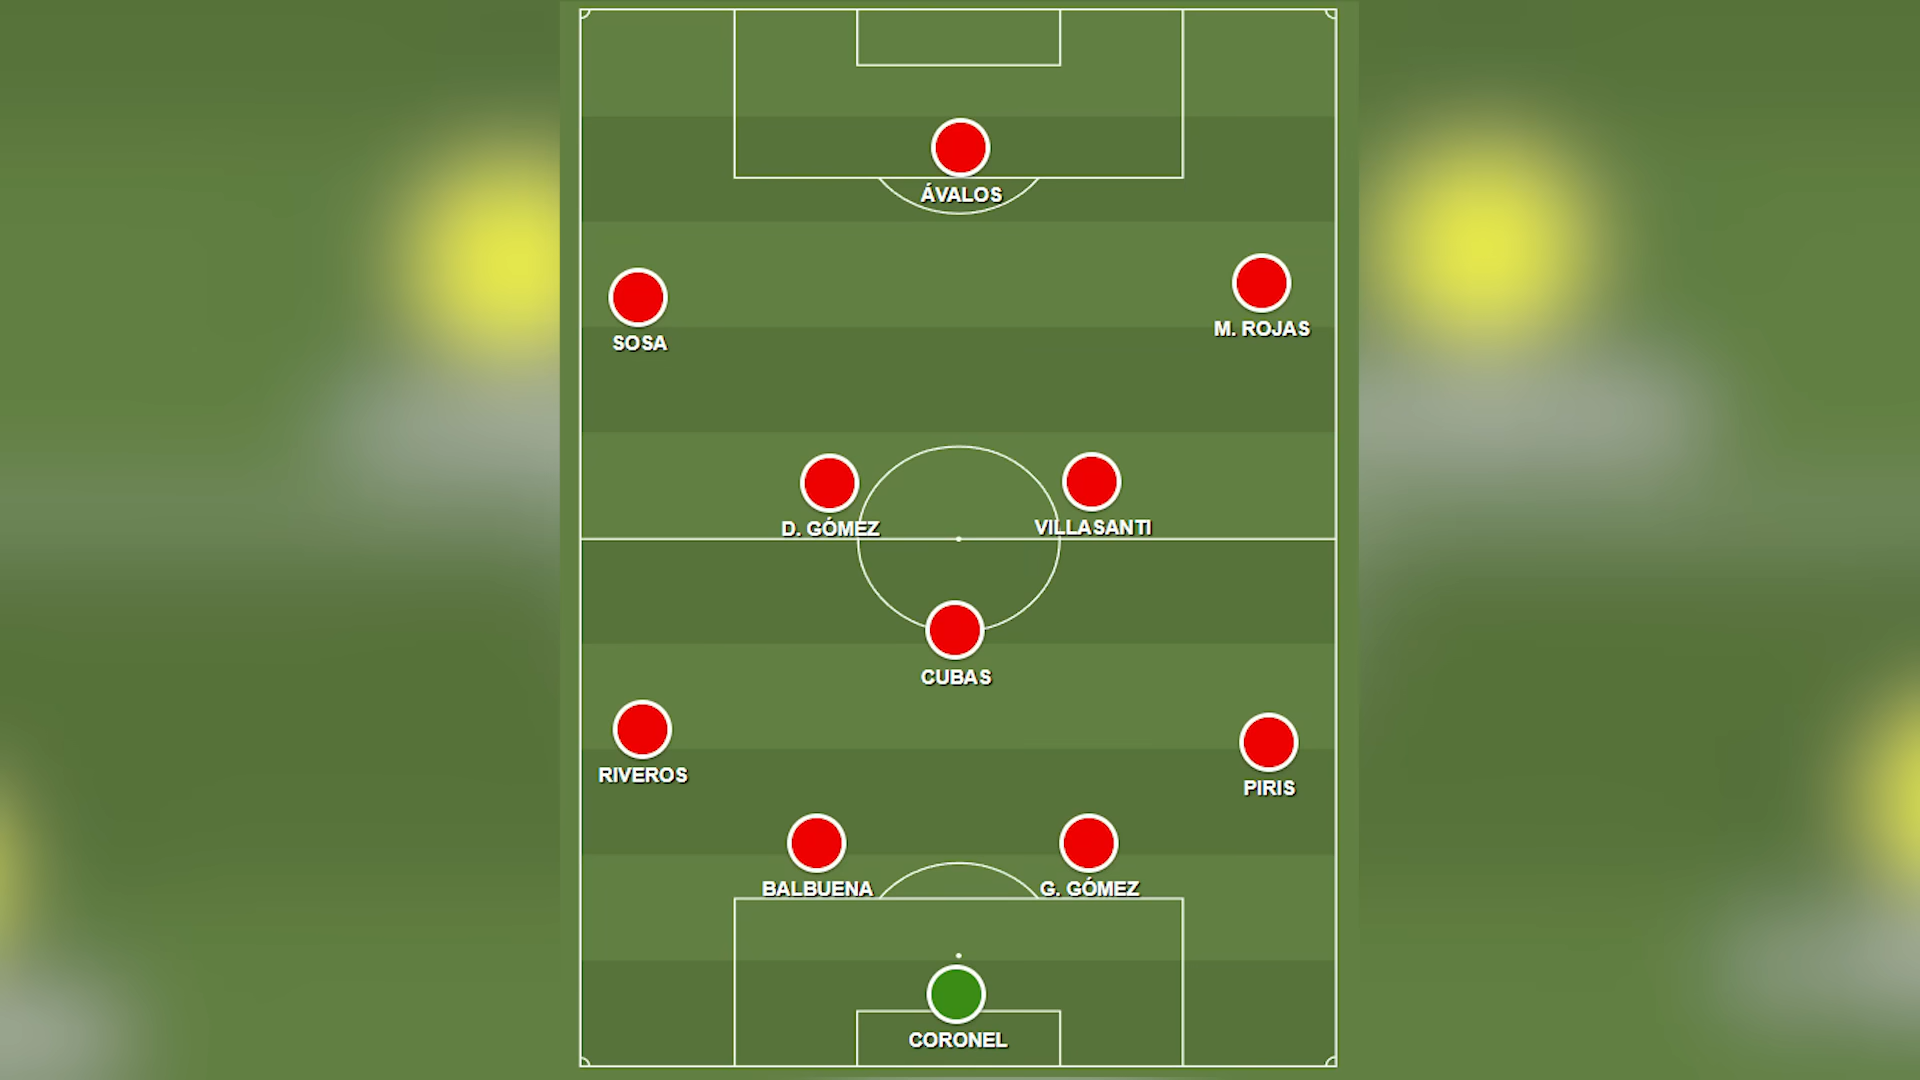 ÁVALOS
SOSA
M. ROJAS
D. GÓMEZ
VILLASANTI
CUBAS
RIVEROS
PIRIS
BALBUENA
G. GÓMEZ
CORONEL